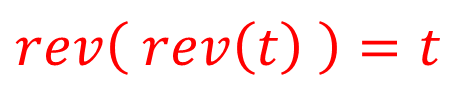 rev( rev(t) ) = t